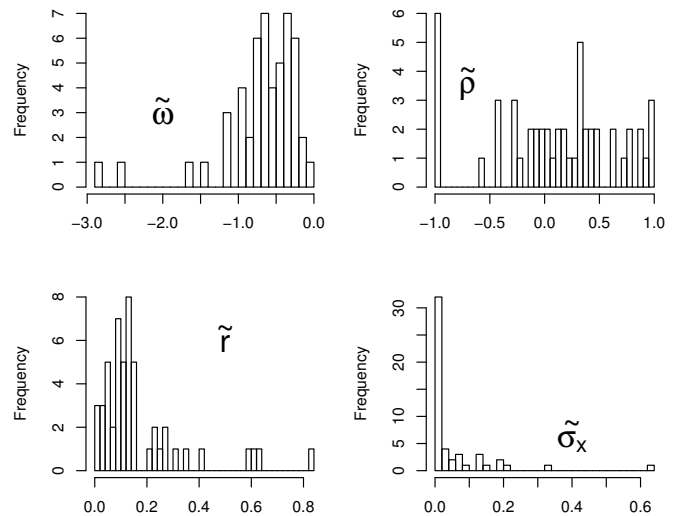 Frequency
0 1 2 3 4 5 6 7
ω̃
−3.0 −2.0 −1.0 0.0
Frequency
0 1 2 3 4 5 6
ρ̃
−1.0 −0.5 0.0 0.5 1.0
Frequency
0 2 4 6 8
r̃
0.0 0.2 0.4 0.6 0.8
Frequency
0 5 10 20 30
σ̃x
0.0 0.2 0.4 0.6